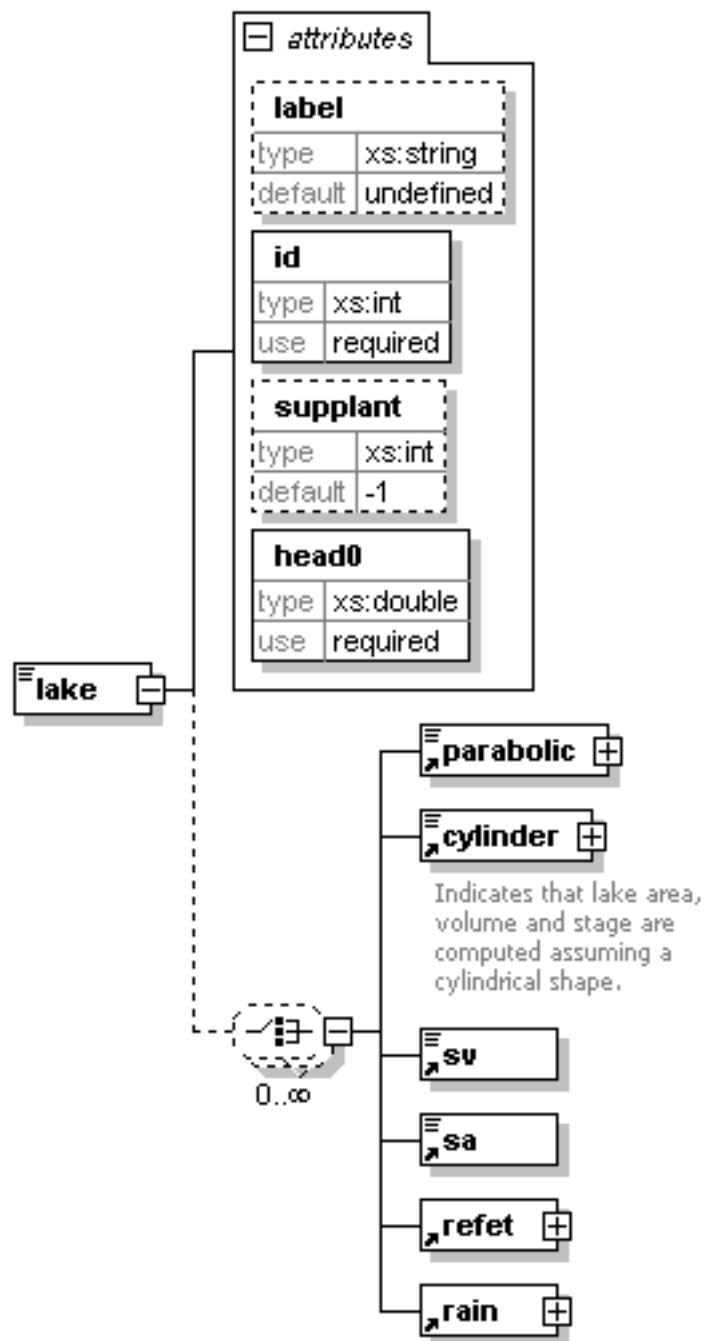 attributes
label
type xs:string
default undefined
id
type xs:int
use required
supplant
type xs:int
default -1
head0
type xs:double
use required
lake
parabolic
cylinder
Indicates that lake area,
volume and stage are
computed assuming a
cylindrical shape.
0..∞
sv
sa
refet
rain